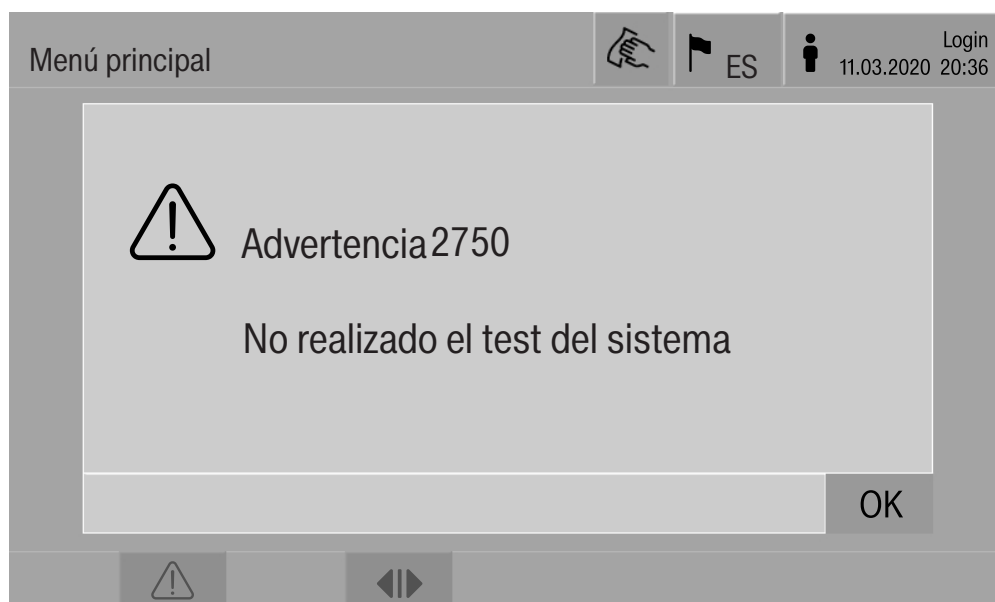 Menú principal
ES
Login
11.03.2020 20:36
Advertencia 2750
No realizado el test del sistema
OK